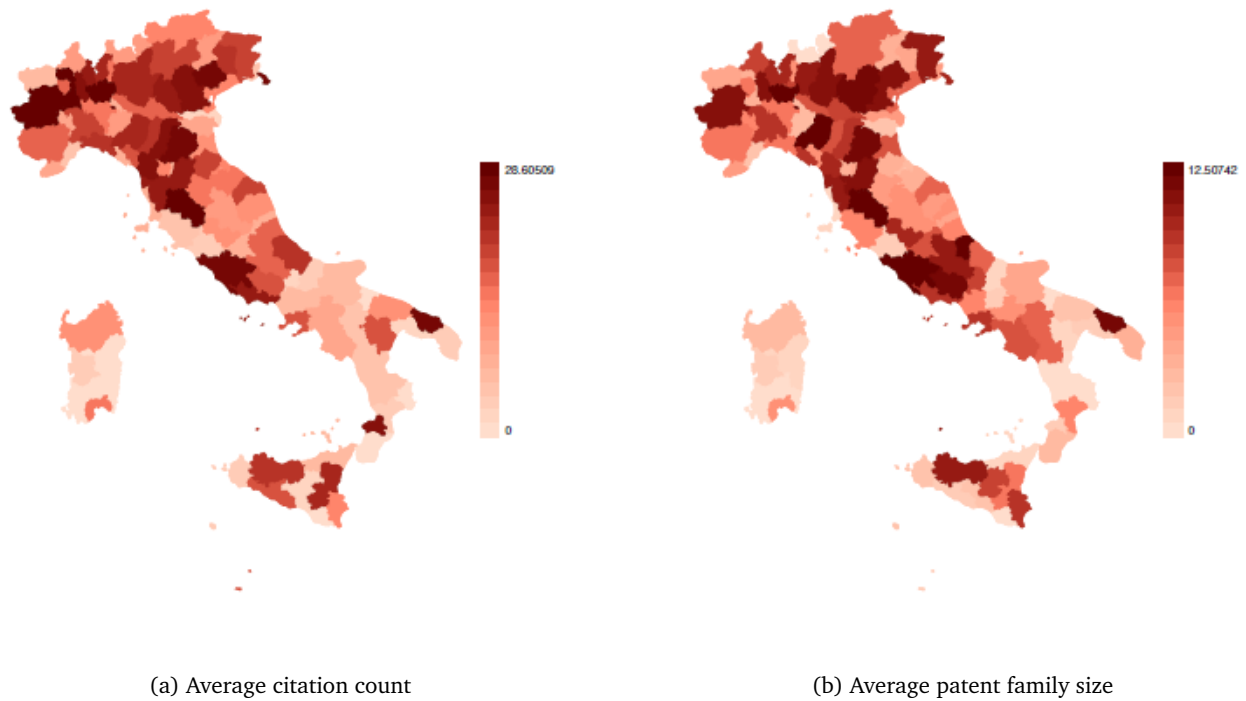 28.60509
0
12.50742
0
(a) Average citation count
(b) Average patent family size